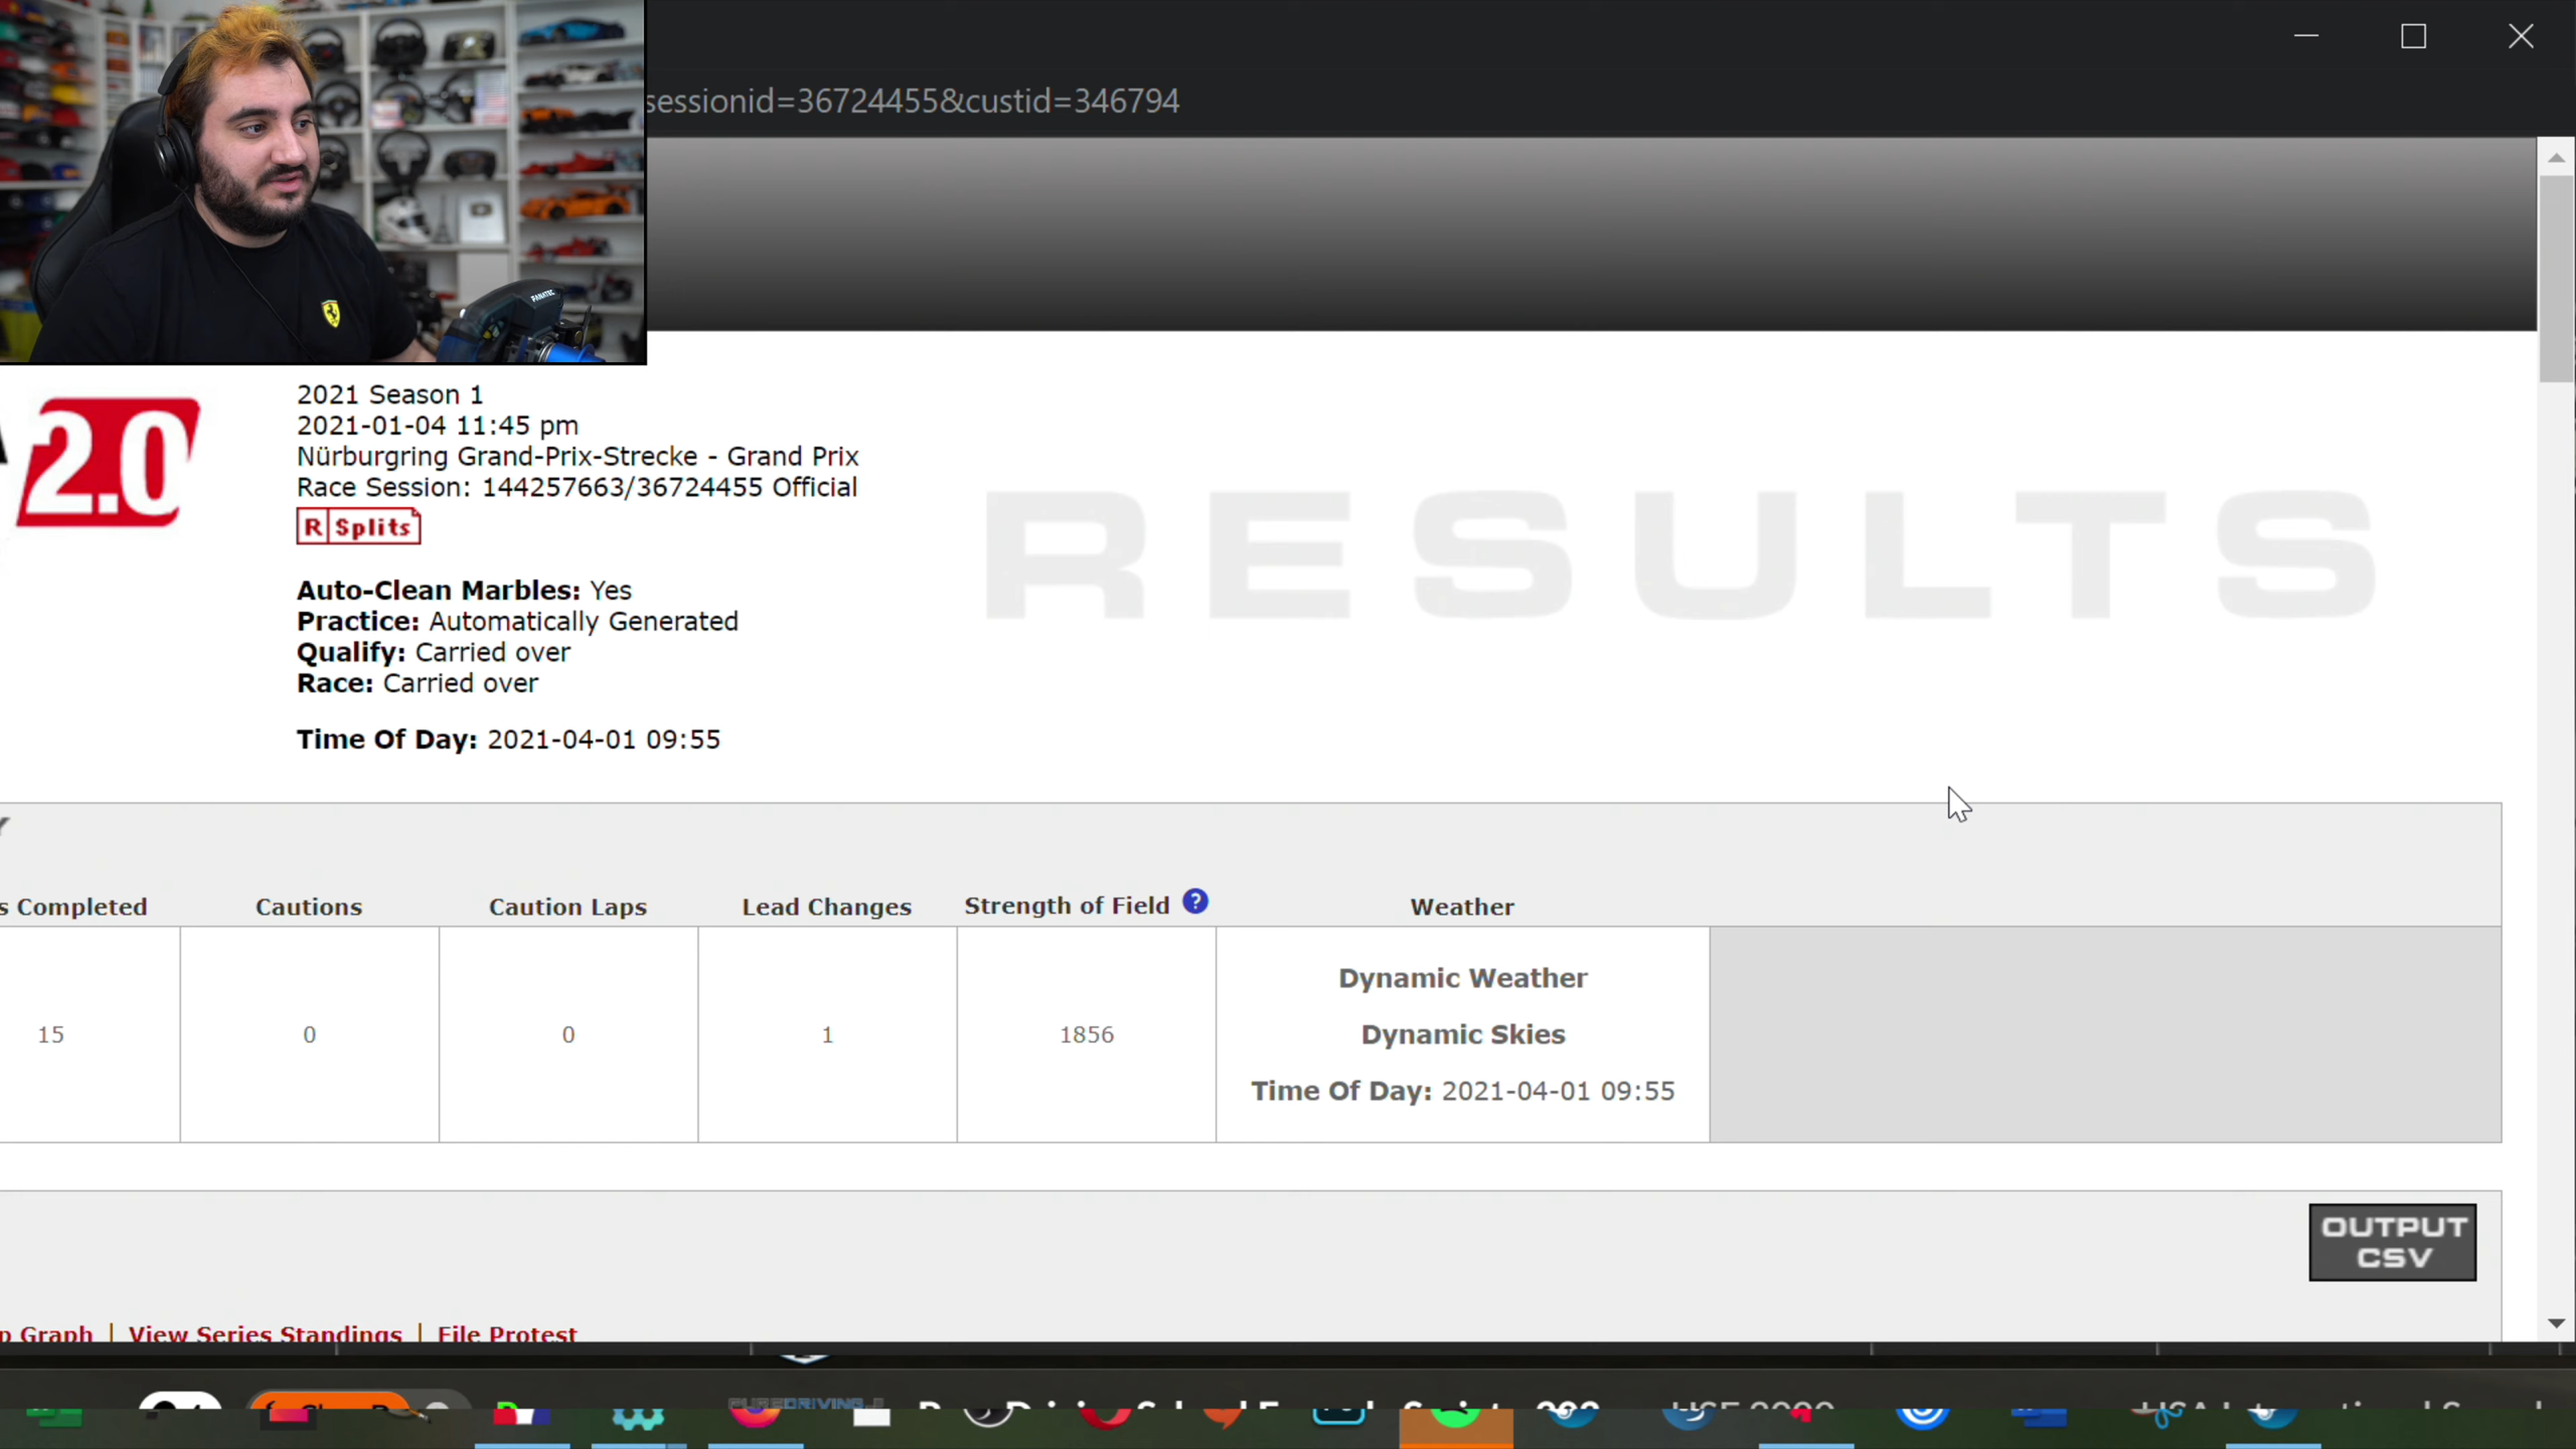 sessionid=36724455&custid=346794
FANATEC
2.0
2021 Season 1
2021-01-04 11:45 pm
Nürburgring Grand-Prix-Strecke - Grand Prix
Race Session: 144257663/36724455 Official
R Splits
RESULTS
Auto-Clean Marbles: Yes
Practice: Automatically Generated
Qualify: Carried over
Race: Carried over
Time Of Day: 2021-04-01 09:55
s Completed Cautions Caution Laps Lead Changes Strength of Field ? Weather
Dynamic Weather
15 0 0 1 1856 Dynamic Skies
Time Of Day: 2021-04-01 09:55
OUTPUT
CSV
p Graph | View Series Standings | File Protest